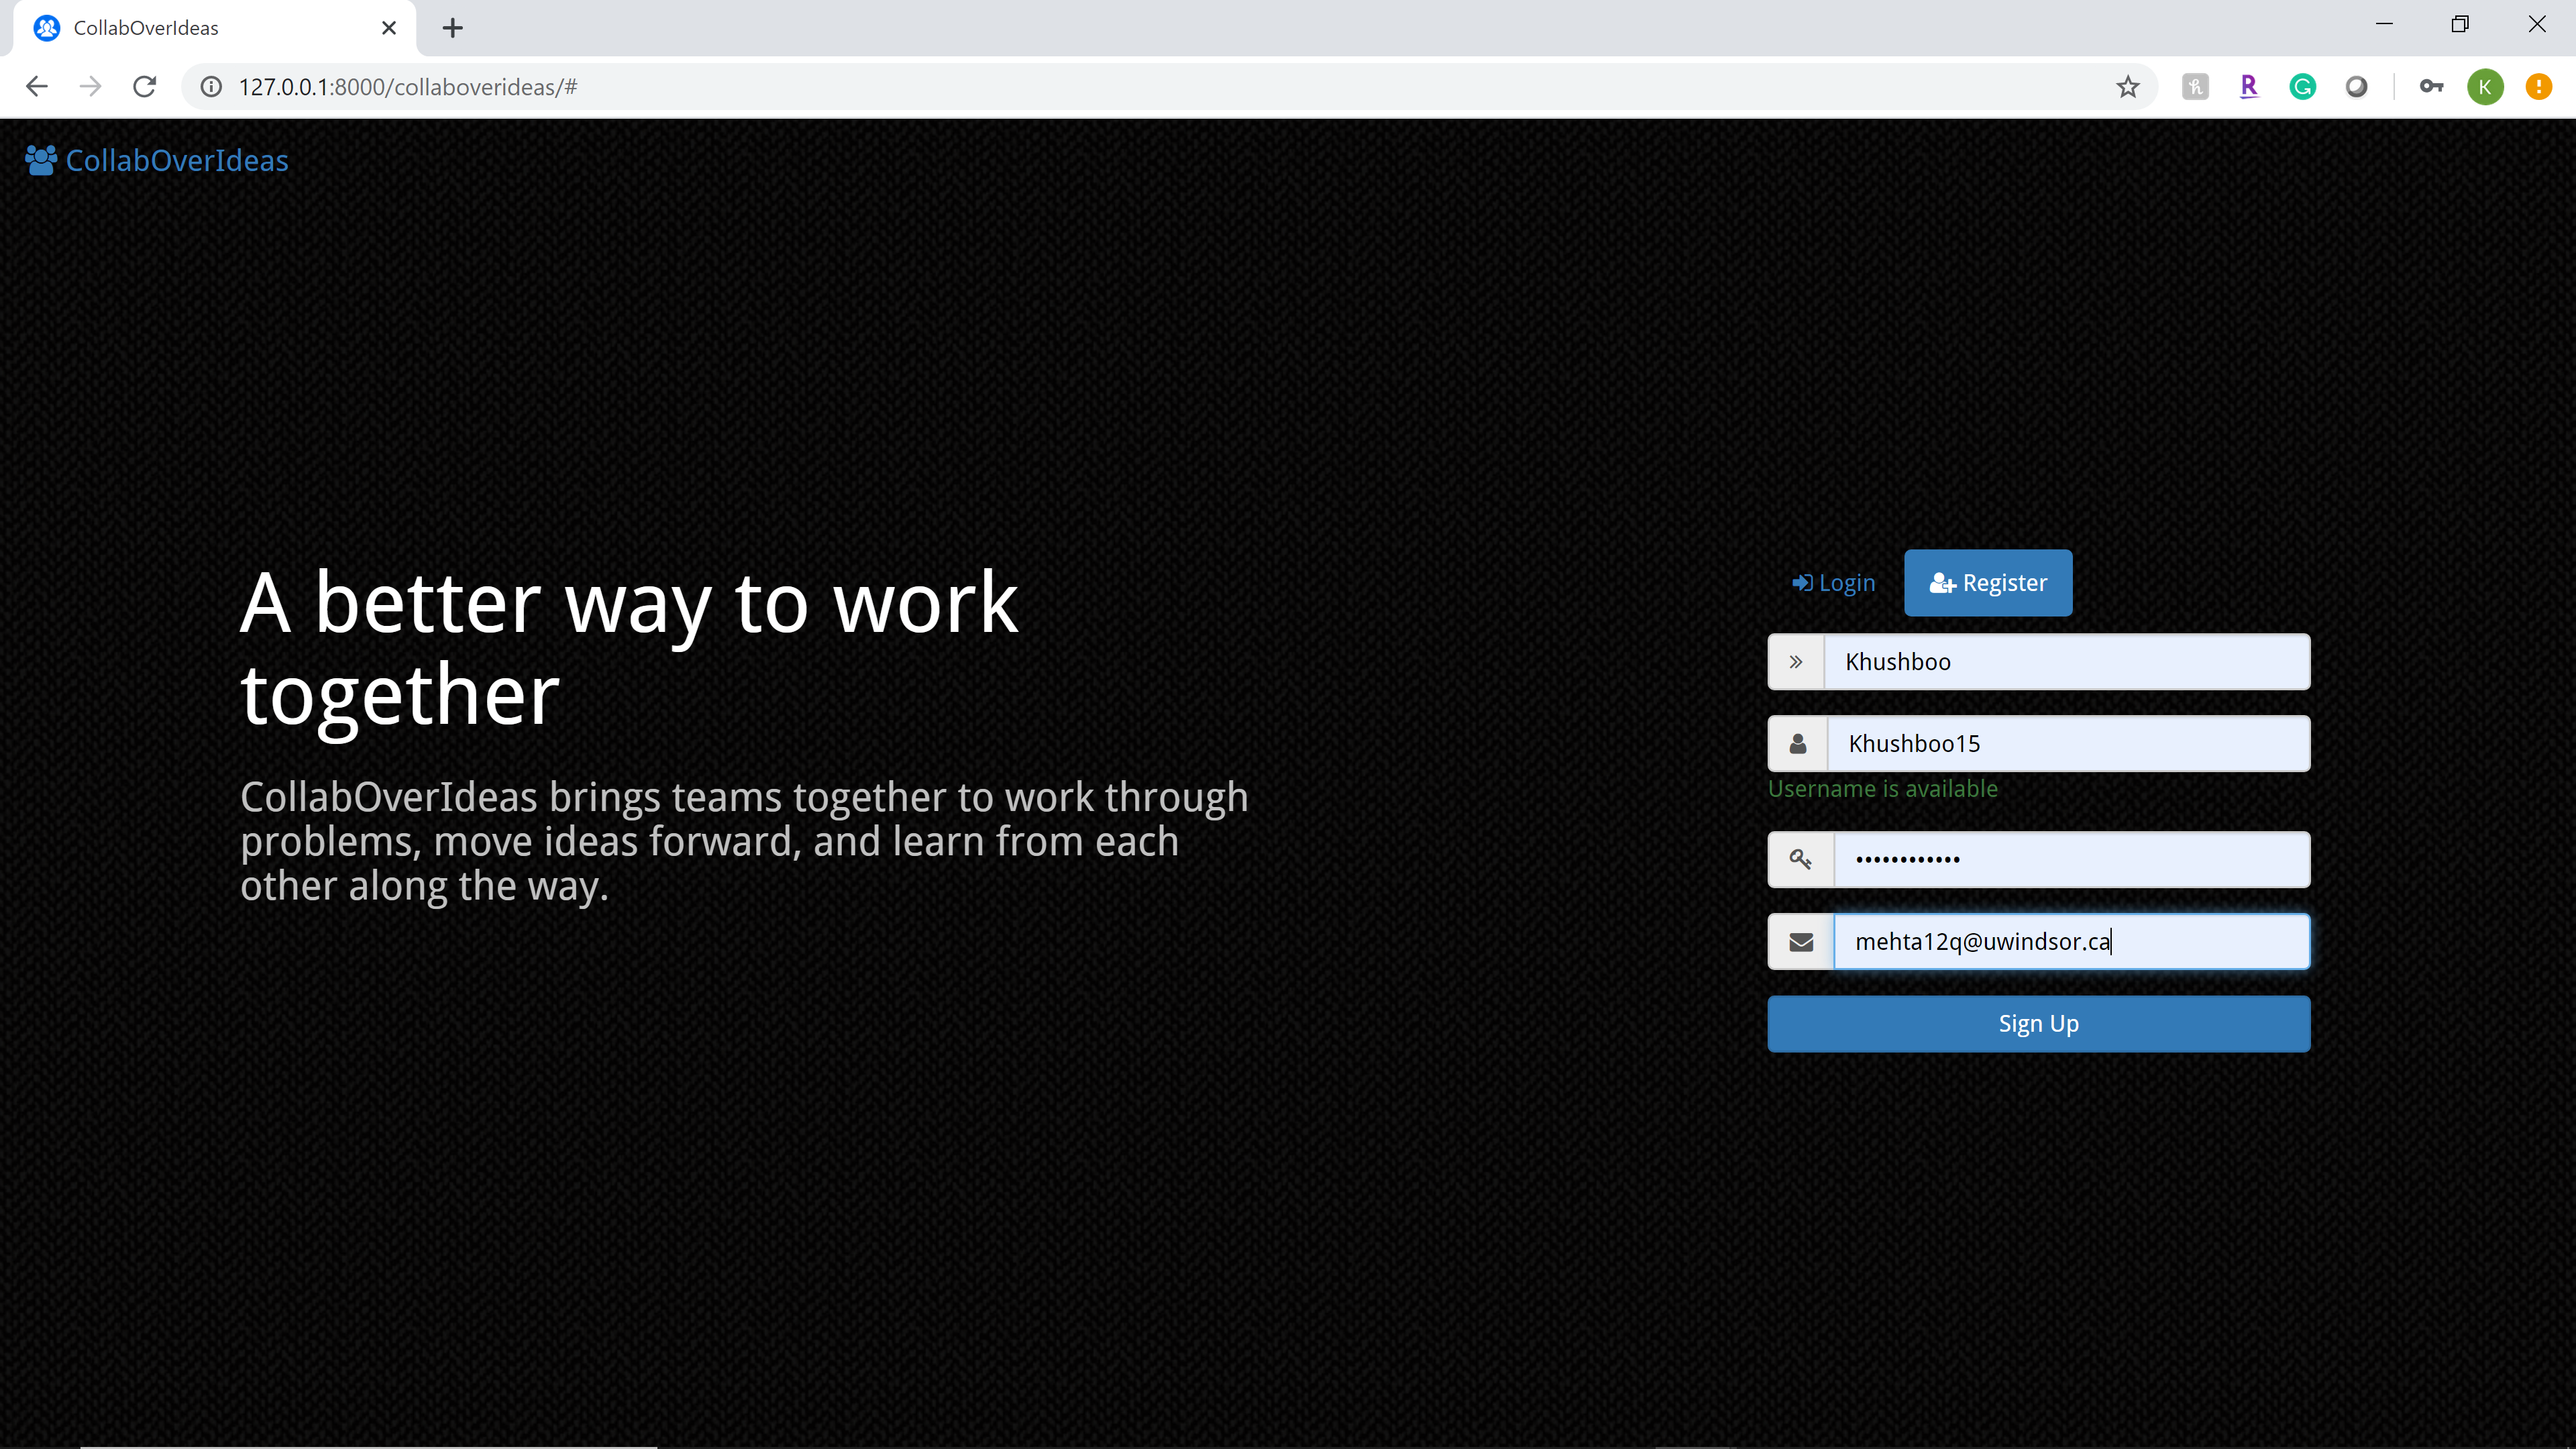 CollabOverIdeas
127.0.0.1:8000/collaboverideas/#
K
CollabOverIdeas
A better way to work
together
CollabOverIdeas brings teams together to work through
problems, move ideas forward, and learn from each
other along the way.
Login
Register
Khushboo
Khushboo15
Username is available
••••••••••••
mehta12q@uwindsor.ca
Sign Up